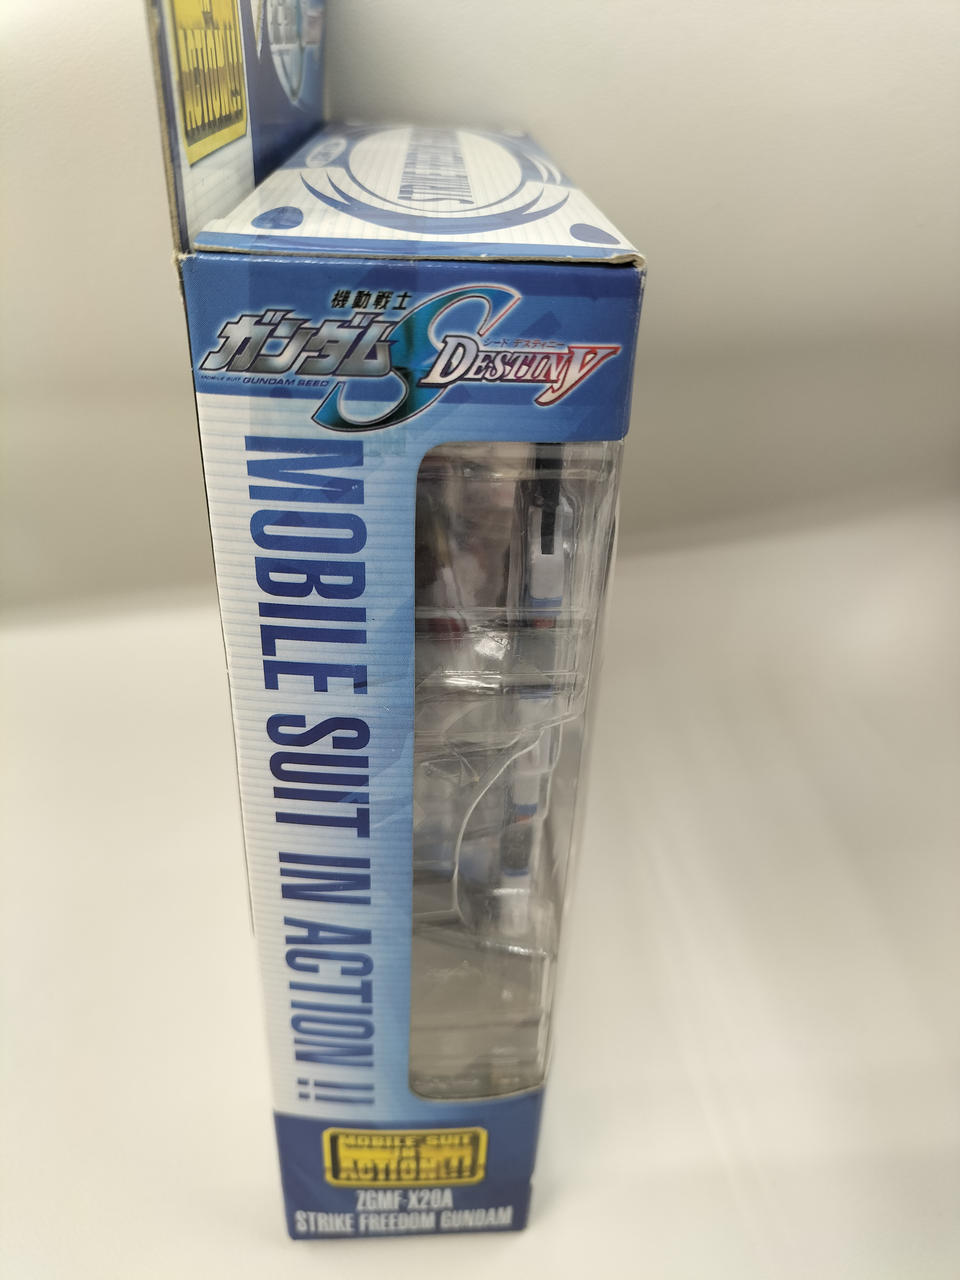 ACTION!!!
機動戦士
ガンダム
MOBILE SUIT GUNDAM SEED
シード デスティニー
DESTINY
MOBILE SUIT IN ACTION !!
MOBILE SUIT
IN
ACTION!!!
ZGMF-X20A
STRIKE FREEDOM GUNDAM